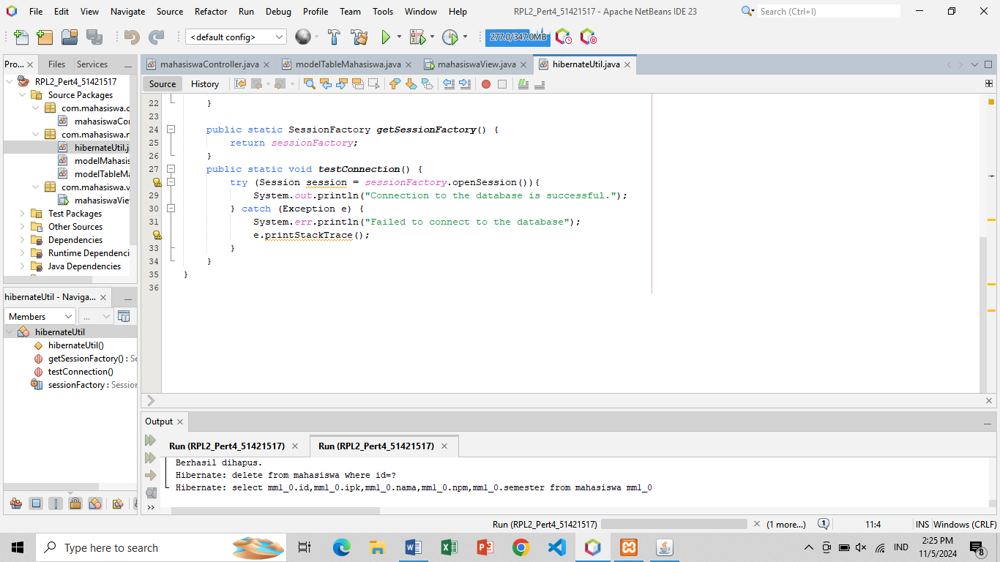 File Edit View Navigate Source Refactor Run Debug Profile Team Tools Window Help
RPL2_Pert4_51421517 - Apache NetBeans IDE 23
Search (Ctrl+I)
<default config>
277.0/347.0MB
Pro... Files Services
mahasiswaController.java modelTableMahasiswa.java mahasiswaView.java hibernateUtil.java
Source History
RPL2_Pert4_51421517
Source Packages
com.mahasiswa.c
mahasiswaCon
com.mahasiswa.m
hibernateUtil.j
modelMahasis
modelTableMa
com.mahasiswa.v
mahasiswaView
Test Packages
Other Sources
Dependencies
Runtime Dependenci
Java Dependencies
22 }
23
24 public static SessionFactory getSessionFactory() {
25 return sessionFactory;
26 }
27 public static void testConnection() {
try (Session session = sessionFactory.openSession()){
29 System.out.println("Connection to the database is successful.");
30 } catch (Exception e) {
31 System.err.println("Failed to connect to the database");
e.printStackTrace();
33 }
34 }
35 }
36
hibernateUtil - Naviga...
Members ...
hibernateUtil
hibernateUtil()
getSessionFactory() : Se
testConnection()
sessionFactory : Session
Output
Run (RPL2_Pert4_51421517) Run (RPL2_Pert4_51421517)
Berhasil dihapus.
Hibernate: delete from mahasiswa where id=?
Hibernate: select mml_0.id,mml_0.ipk,mml_0.nama,mml_0.npm,mml_0.semester from mahasiswa mml_0
Run (RPL2_Pert4_51421517) (1 more...) 1 11:4 INS Windows (CRLF)
Type here to search
IND
2:25 PM
11/5/2024
8